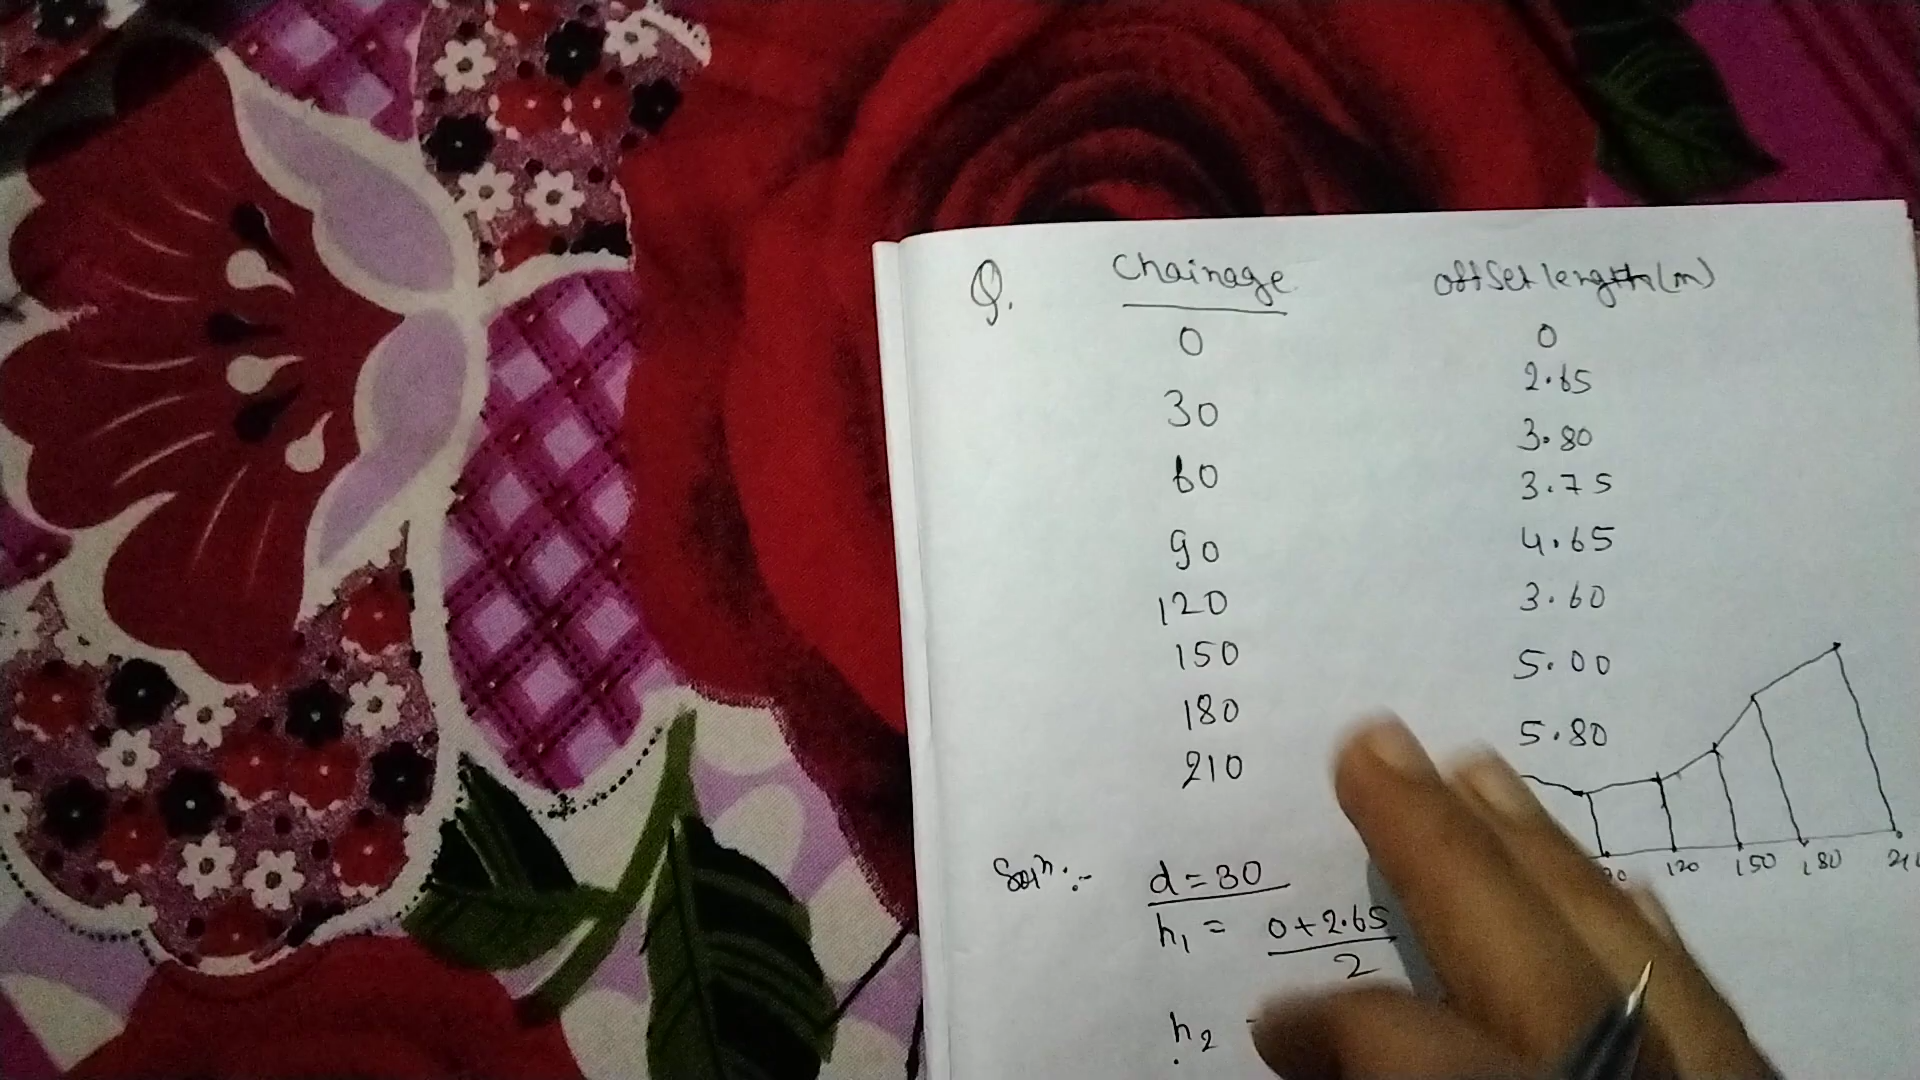 Q. Chainage offset length (m)
0 0
30 2.65
60 3.80
90 3.75
120 4.65
150 3.60
180 5.00
210 5.80
120 150 180
Soln:- d = 30
h1 = 0+2.65
2
h2